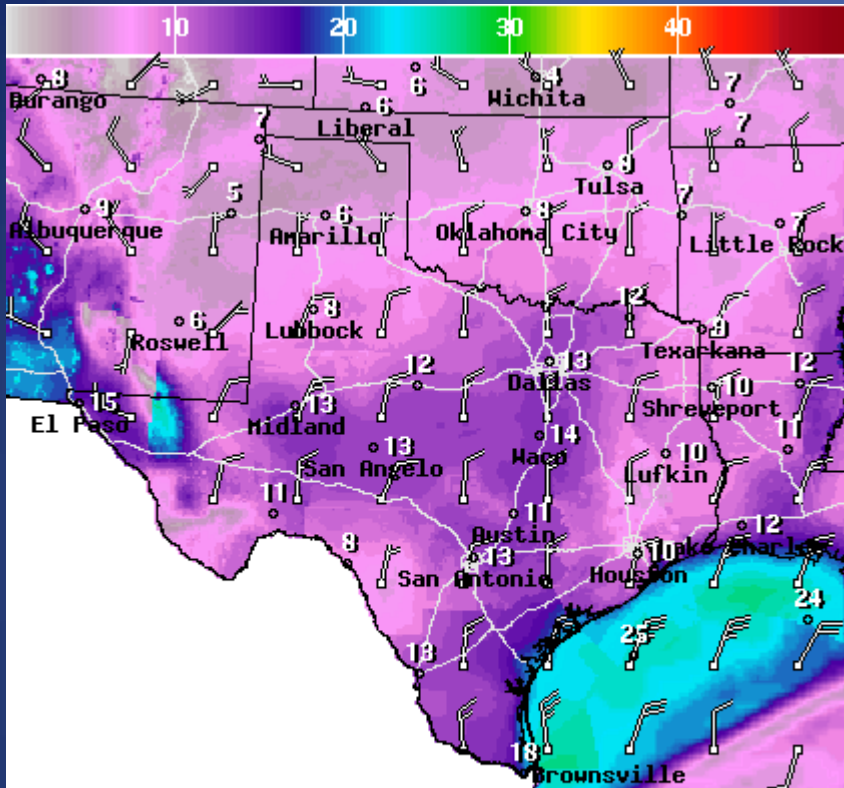 10 20 30 40
8 6 4
Durango Wichita
6 7
Liberal
7 7
9
Tulsa
9 5 6 8 7 7
Albuquerque Amarillo Oklahoma City Little Rock
6 8 12 9
Roswell Lubbock Texarkana
13
Dallas
12 10 12
15 13 Shreveport
El Paso Midland
13 14 11
San Angelo Waco 10
Lufkin
11 11 12
Austin
8 13 10
San Antonio Houston
24
25
13
18
Brownsville